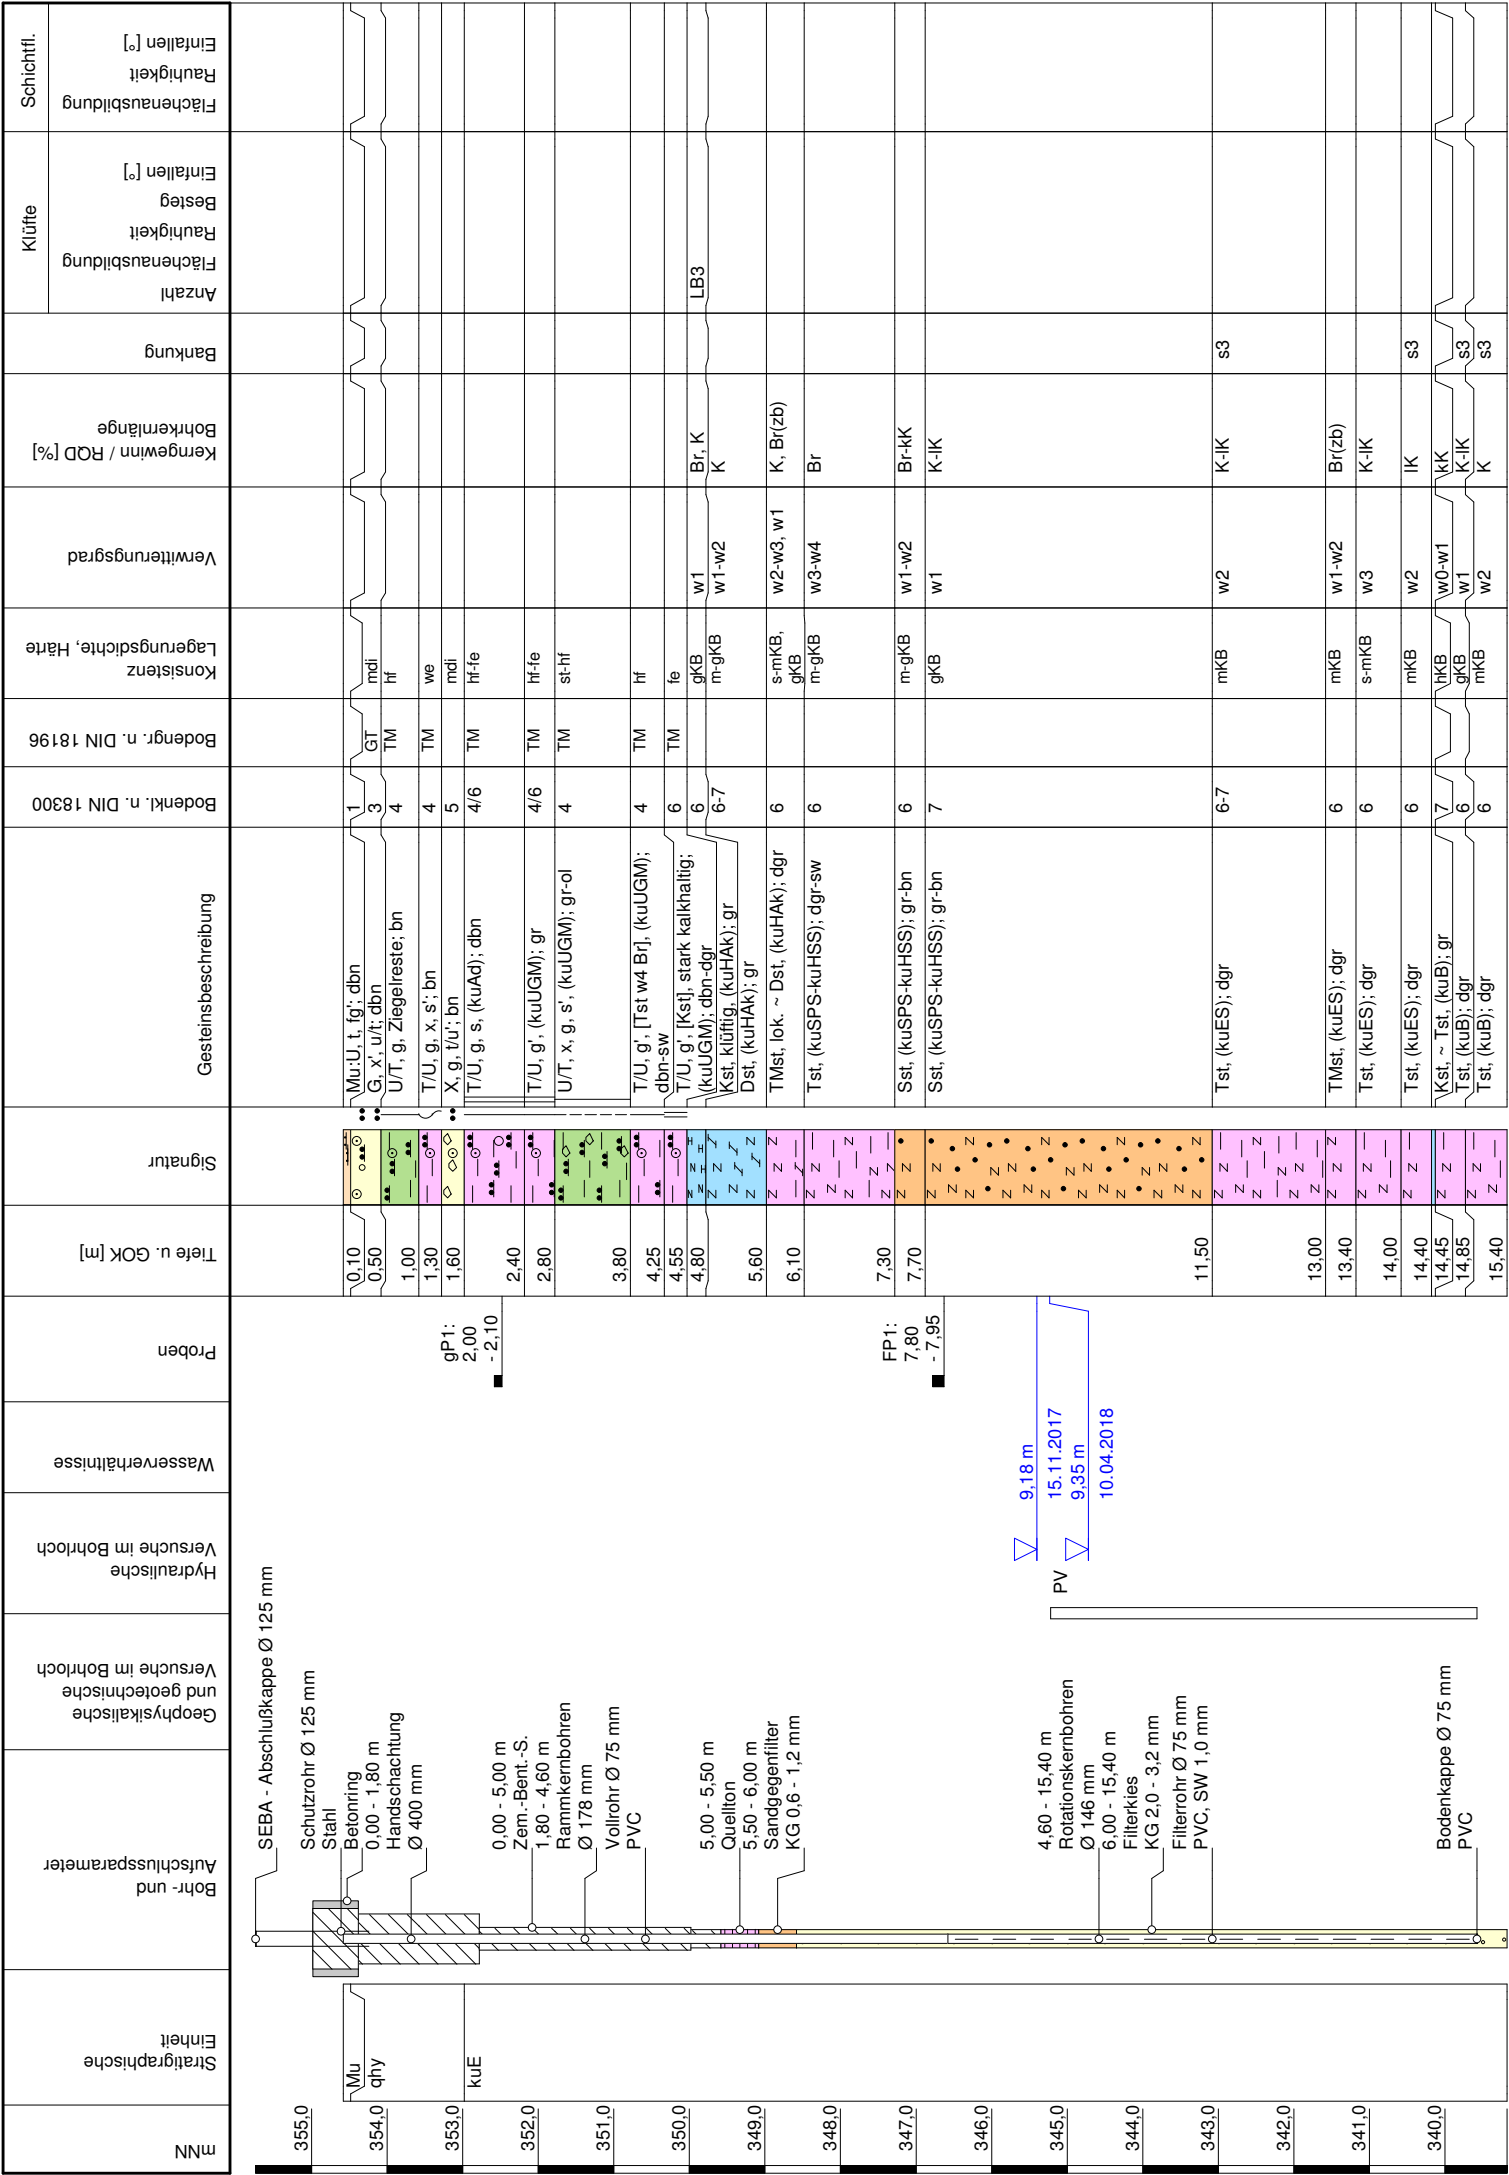 mNN
Stratigraphische
Einheit
Bohr- und
Aufschlussparameter
Geophysikalische
und geotechnische
Versuche im Bohrloch
Hydraulische
Versuche im Bohrloch
Wasserverhältnisse
Proben
Tiefe u. GOK [m]
Signatur
Gesteinsbeschreibung
Bodenkl. n. DIN 18300
Bodengr. n. DIN 18196
Konsistenz
Lagerungsdichte, Härte
Verwitterungsgrad
Kerngewinn / RQD [%]
Bohrkernlänge
Bankung
Klüfte
Anzahl
Flächenausbildung
Rauhigkeit
Besteg
Einfallen [°]
Schichtfl.
Flächenausbildung
Rauhigkeit
Einfallen [°]
355,0
354,0
353,0
352,0
351,0
350,0
349,0
348,0
347,0
346,0
345,0
344,0
343,0
342,0
341,0
340,0
Mu
qhy
kuE
SEBA - Abschlußkappe Ø 125 mm
Schutzrohr Ø 125 mm
Stahl
Betonring
0,00 - 1,80 m
Handschachtung
Ø 400 mm
0,00 - 5,00 m
Zem.-Bent.-S.
1,80 - 4,60 m
Rammkernbohren
Ø 178 mm
Vollrohr Ø 75 mm
PVC
5,00 - 5,50 m
Quellton
5,50 - 6,00 m
Sandgegenfilter
KG 0,6 - 1,2 mm
4,60 - 15,40 m
Rotationskernbohren
Ø 146 mm
6,00 - 15,40 m
Filterkies
KG 2,0 - 3,2 mm
Filterrohr Ø 75 mm
PVC, SW 1,0 mm
Bodenkappe Ø 75 mm
PVC
PV
9,18 m
15.11.2017
9,35 m
10.04.2018
gP1:
2,00
- 2,10
FP1:
7,80
- 7,95
0,10
0,50
1,00
1,30
1,60
2,40
2,80
3,80
4,25
4,55
4,80
5,60
6,10
7,30
7,70
11,50
13,00
13,40
14,00
14,40
14,45
14,85
15,40
Mu:U, t, fg'; dbn
G, x', u/t; dbn
U/T, g, Ziegelreste; bn
T/U, g, x, s'; bn
X, g, t/u'; bn
T/U, g, s, (kuAd); dbn
T/U, g', (kuUGM); gr
U/T, x, g, s', (kuUGM); gr-ol
T/U, g', [Tst w4 Br], (kuUGM);
dbn-sw
T/U, g', [Kst], stark kalkhaltig;
(kuUGM); dbn-dgr
Kst, klüftig, (kuHAk); gr
Dst, (kuHAk); gr
TMst, lok. ~ Dst, (kuHAk); dgr
Tst, (kuSPS-kuHSS); dgr-sw
Sst, (kuSPS-kuHSS); gr-bn
Sst, (kuSPS-kuHSS); gr-bn
Tst, (kuES); dgr
TMst, (kuES); dgr
Tst, (kuES); dgr
Tst, (kuES); dgr
Kst, ~ Tst, (kuB); gr
Tst, (kuB); dgr
Tst, (kuB); dgr
1
3
4
4
5
4/6
4/6
4
4
6
6
6-7
6
6
6
7
6-7
6
6
6
7
6
6
GT
TM
TM
TM
TM
TM
TM
TM
mdi
hf
we
mdi
hf-fe
hf-fe
st-hf
hf
fe
gKB
m-gKB
s-mKB,
gKB
m-gKB
m-gKB
gKB
mKB
mKB
s-mKB
mKB
hKB
gKB
mKB
w1
w1-w2
w2-w3, w1
w3-w4
w1-w2
w1
w2
w1-w2
w3
w2
w0-w1
w1
w2
Br, K
K
K, Br(zb)
Br
Br-kK
K-lK
K-lK
Br(zb)
K-lK
lK
kK
K-lK
K
s3
s3
s3
s3
LB3